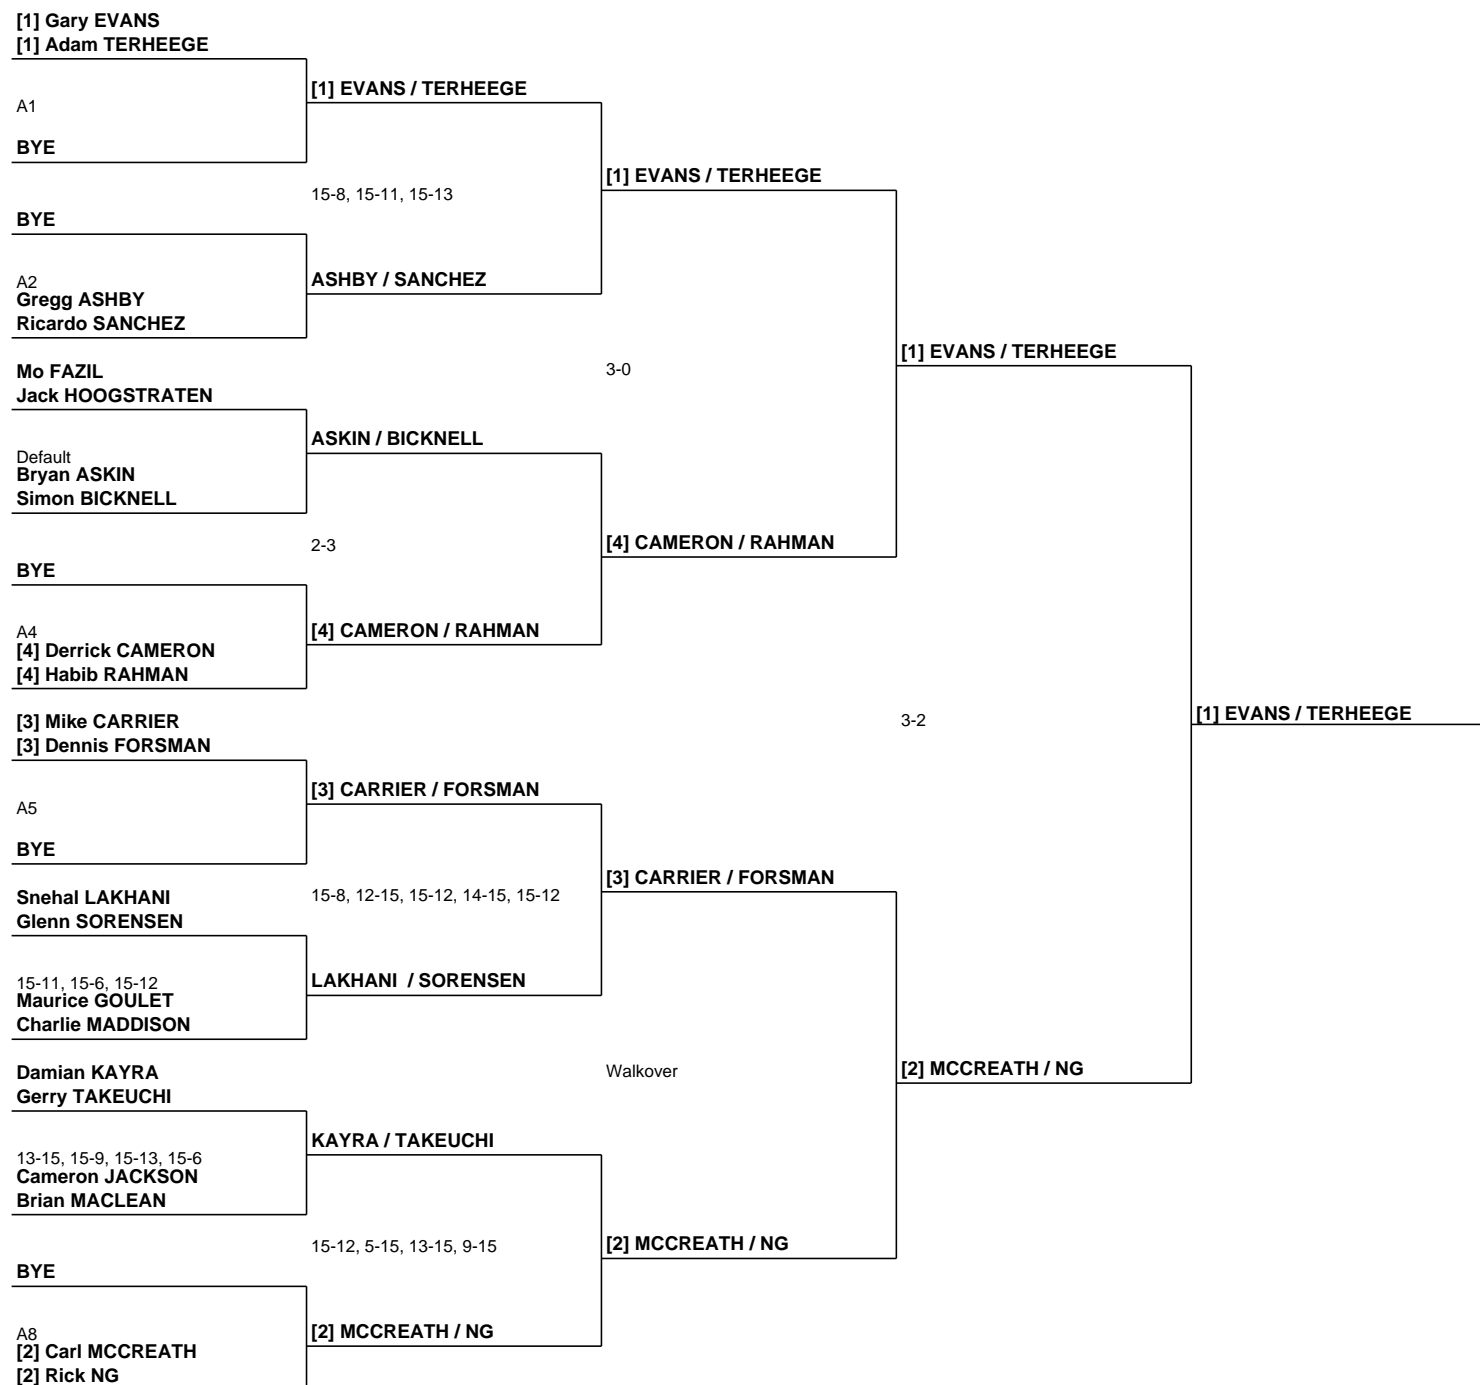 [1] Gary EVANS
[1] Adam TERHEEGE
A1
BYE
BYE
A2
Gregg ASHBY
Ricardo SANCHEZ
Mo FAZIL
Jack HOOGSTRATEN
Default
Bryan ASKIN
Simon BICKNELL
BYE
A4
[4] Derrick CAMERON
[4] Habib RAHMAN
[3] Mike CARRIER
[3] Dennis FORSMAN
A5
BYE
Snehal LAKHANI
Glenn SORENSEN
15-11, 15-6, 15-12
Maurice GOULET
Charlie MADDISON
Damian KAYRA
Gerry TAKEUCHI
13-15, 15-9, 15-13, 15-6
Cameron JACKSON
Brian MACLEAN
BYE
A8
[2] Carl MCCREATH
[2] Rick NG
[1] EVANS / TERHEEGE
15-8, 15-11, 15-13
ASHBY / SANCHEZ
ASKIN / BICKNELL
2-3
[4] CAMERON / RAHMAN
[3] CARRIER / FORSMAN
15-8, 12-15, 15-12, 14-15, 15-12
LAKHANI / SORENSEN
KAYRA / TAKEUCHI
15-12, 5-15, 13-15, 9-15
[2] MCCREATH / NG
[1] EVANS / TERHEEGE
3-0
[4] CAMERON / RAHMAN
[3] CARRIER / FORSMAN
Walkover
[2] MCCREATH / NG
[1] EVANS / TERHEEGE
3-2
[2] MCCREATH / NG
[1] EVANS / TERHEEGE